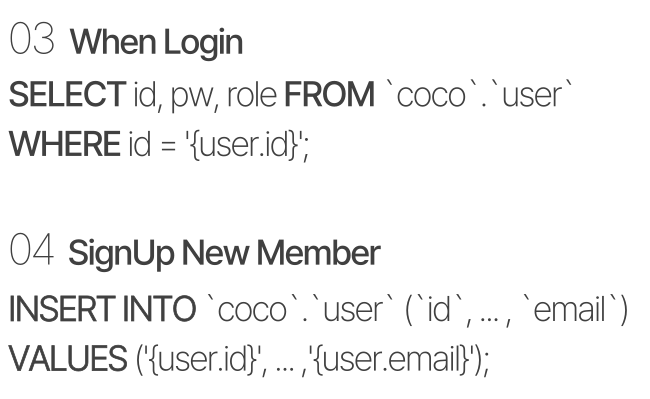 03 When Login
SELECT id, pw, role FROM `coco`.`user`
WHERE id = '{user.id}';
04 SignUp New Member
INSERT INTO `coco`.`user` (`id`, ... , `email`)
VALUES ('{user.id}', ... ,'{user.email}');